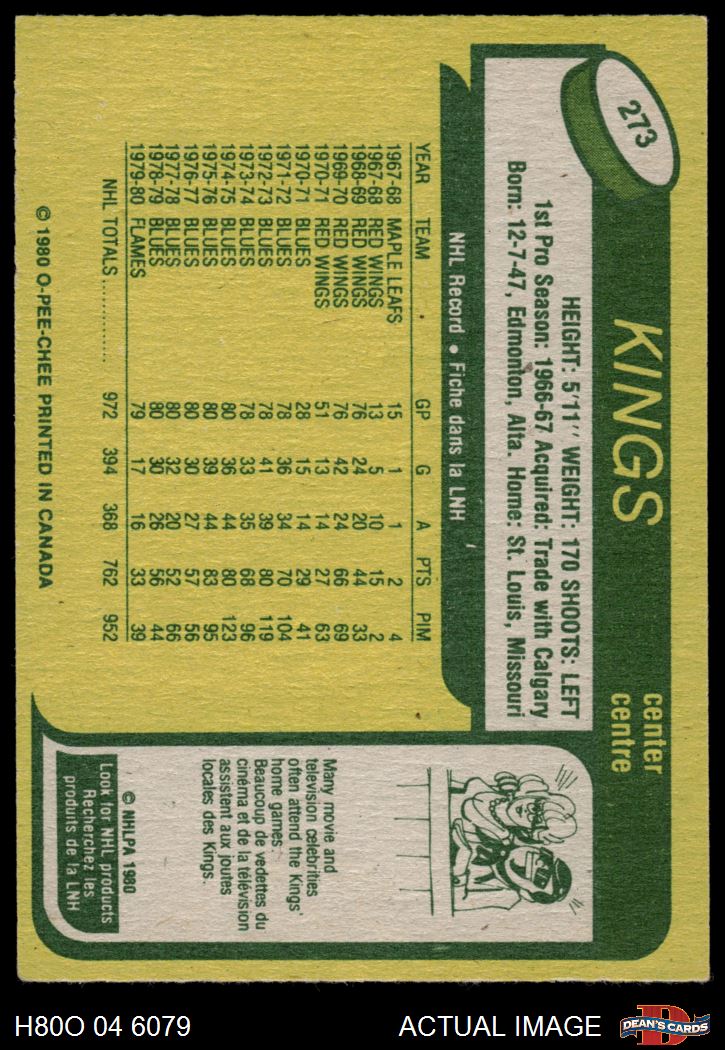 273
KINGS
center
centre
HEIGHT: 5'11" WEIGHT: 170 SHOOTS: LEFT
1st Pro Season: 1966-67 Acquired: Trade with Calgary
Born: 12-7-47, Edmonton, Alta. Home: St. Louis, Missouri
NHL Record • Fiche dans la LNH
YEAR TEAM GP G A PTS PIM
1967-68 MAPLE LEAFS 15 1 1 2 4
1967-68 RED WINGS 13 5 10 15 2
1968-69 RED WINGS 76 24 20 44 33
1969-70 RED WINGS 76 42 24 66 69
1970-71 RED WINGS 51 13 14 27 63
1970-71 BLUES 28 15 14 29 41
1971-72 BLUES 78 36 34 70 104
1972-73 BLUES 78 41 39 80 119
1973-74 BLUES 78 33 35 68 96
1974-75 BLUES 80 36 44 80 123
1975-76 BLUES 80 39 44 83 95
1976-77 BLUES 80 30 27 57 56
1977-78 BLUES 80 32 20 52 66
1978-79 BLUES 80 30 26 56 44
1979-80 FLAMES 79 17 16 33 39
NHL TOTALS ............. 972 394 368 762 952
© 1980 O-PEE-CHEE PRINTED IN CANADA
Many movie and
television celebrities
often attend the Kings'
home games.
Beaucoup de vedettes du
cinéma et de la télévision
assistent aux joutes
locales des Kings.
© NHLPA 1980
Look for NHL products
Recherchez les
produits de la LNH
H80O 04 6079
ACTUAL IMAGE
D
DEAN'S CARDS